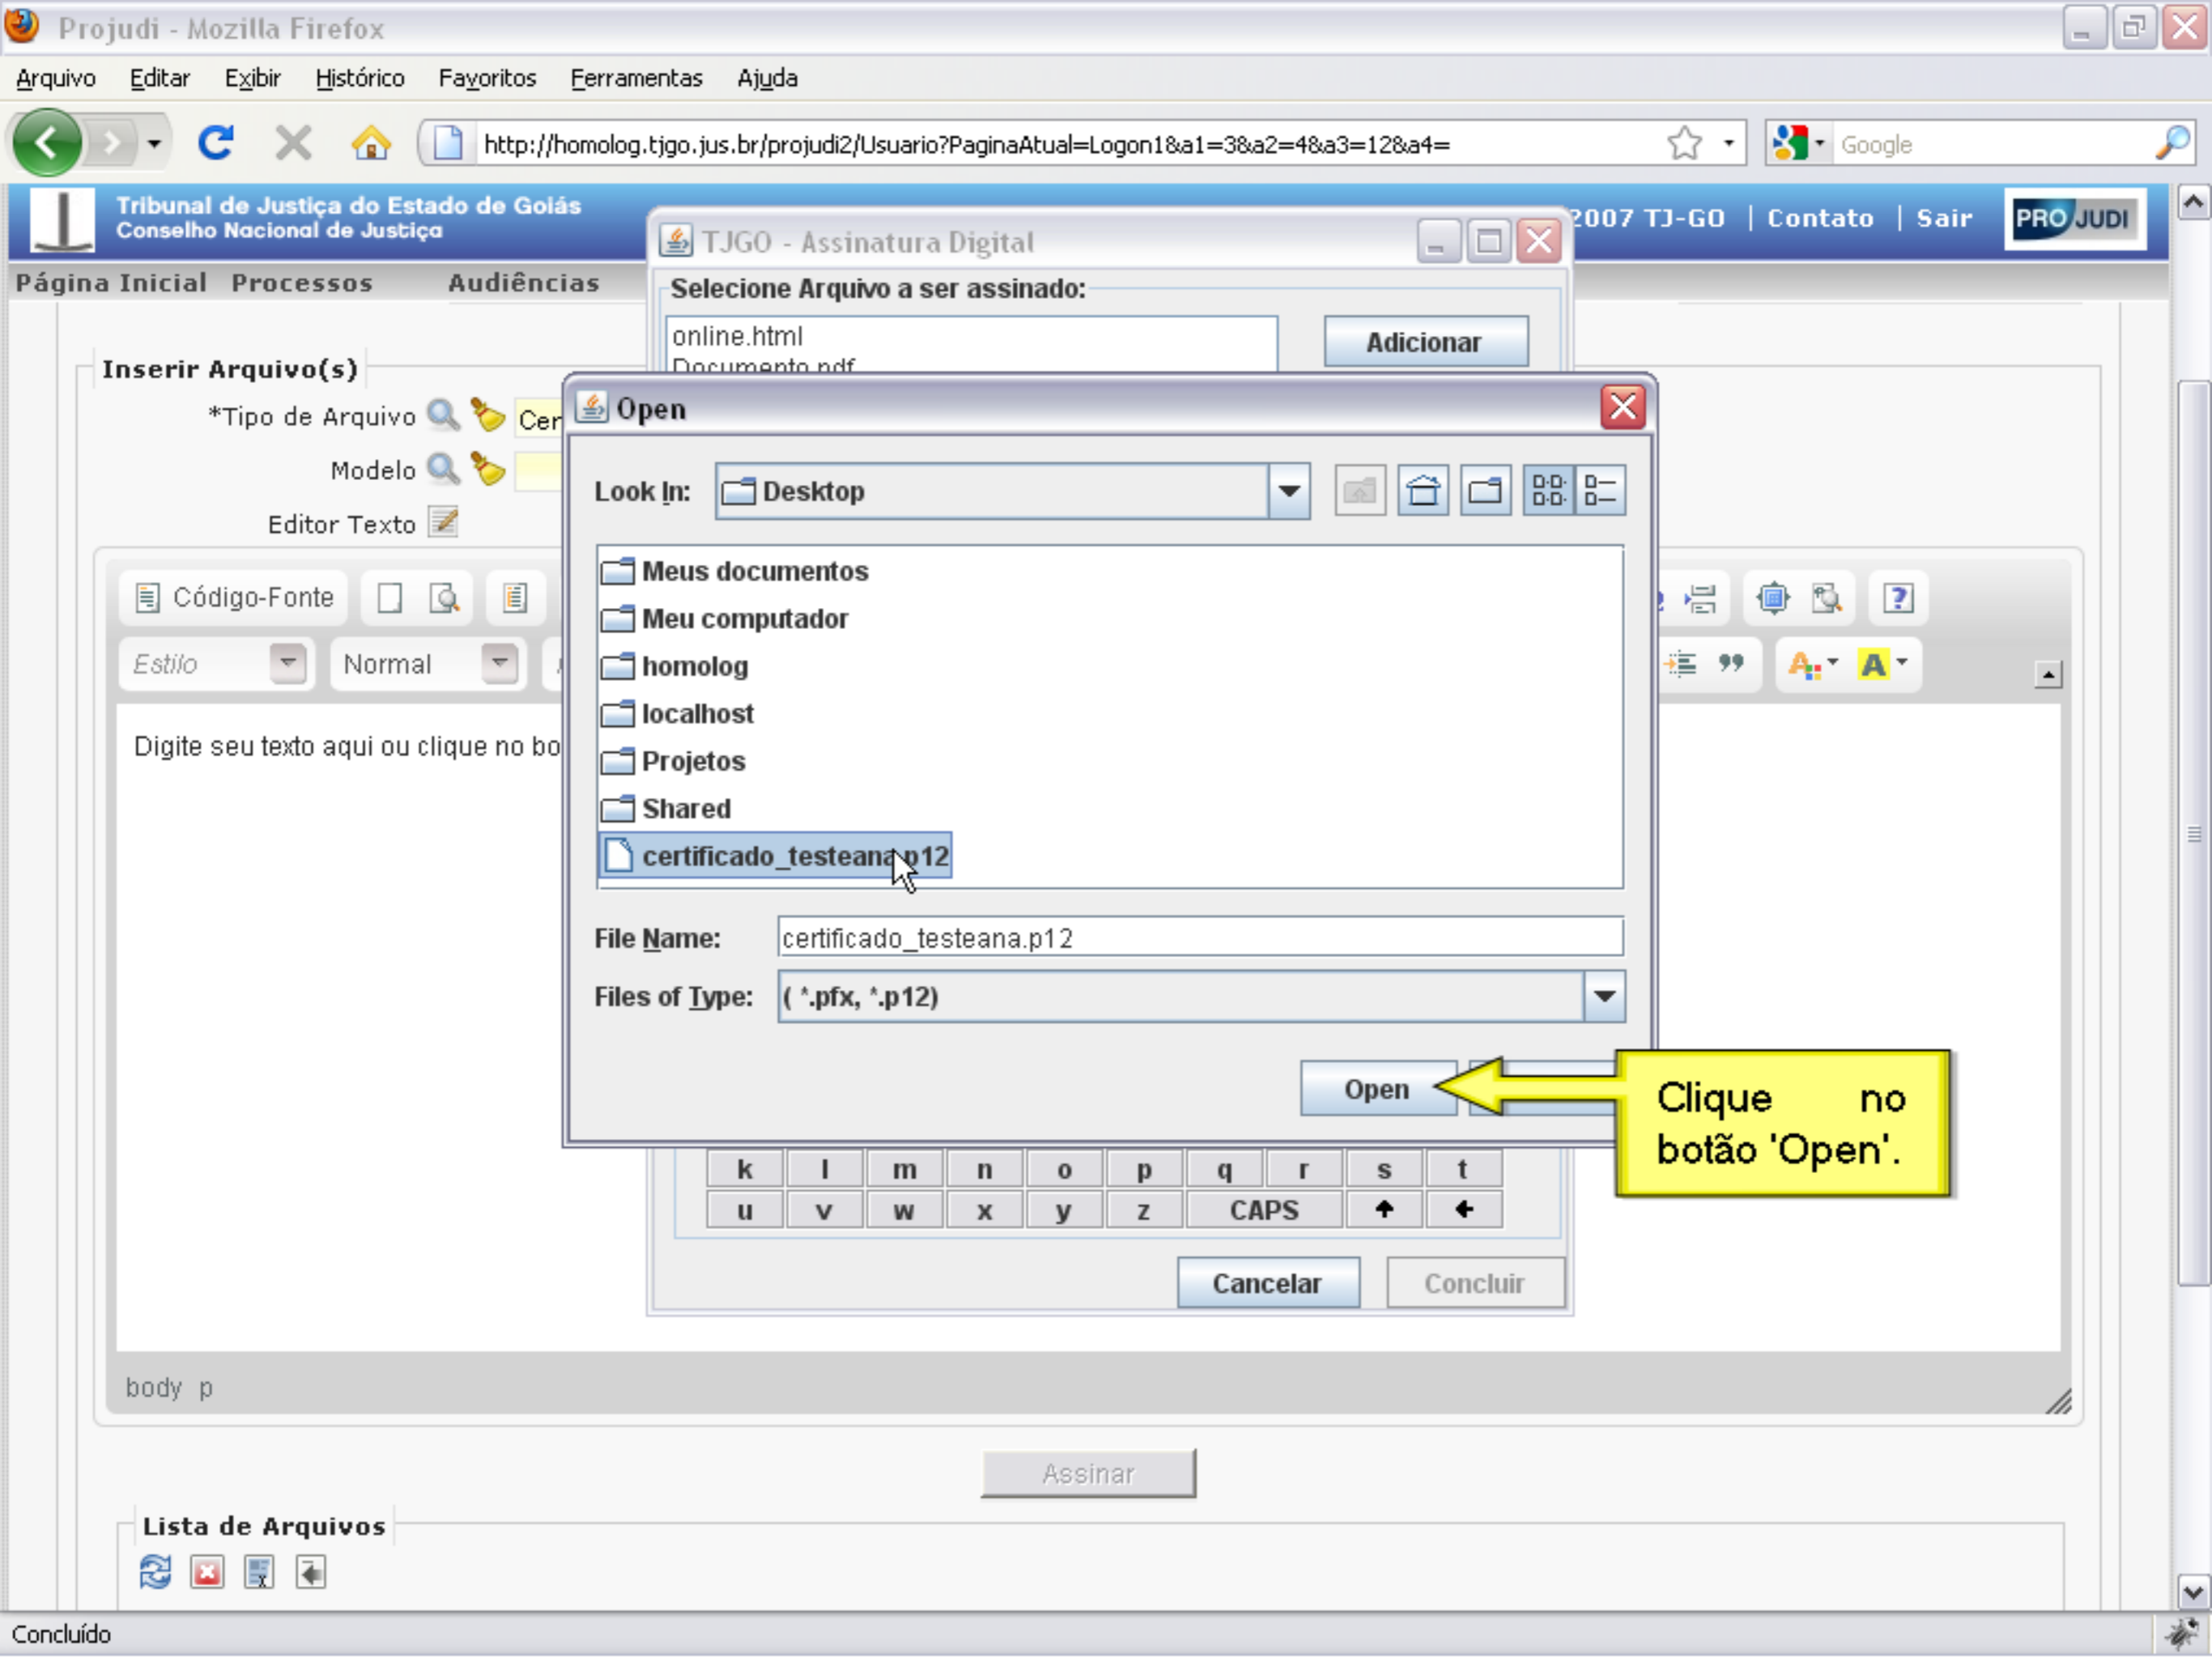 Projudi - Mozilla Firefox
Arquivo Editar Exibir Histórico Favoritos Ferramentas Ajuda
http://homolog.tjgo.jus.br/projudi2/Usuario?PaginaAtual=Logon1&a1=3&a2=4&a3=12&a4=
Google
Tribunal de Justiça do Estado de Goiás
Conselho Nacional de Justiça
2007 TJ-GO | Contato | Sair
PROJUDI
Página Inicial Processos Audiências
TJGO - Assinatura Digital
Selecione Arquivo a ser assinado:
online.html
Documento.pdf
Adicionar
Inserir Arquivo(s)
*Tipo de Arquivo Cer
Modelo
Editor Texto
Código-Fonte
Estilo Normal
Digite seu texto aqui ou clique no bo
Open
Look In: Desktop
Meus documentos
Meu computador
homolog
localhost
Projetos
Shared
certificado_testeana.p12
File Name: certificado_testeana.p12
Files of Type: ( *.pfx, *.p12)
Open
Clique no
botão 'Open'.
k l m n o p q r s t
u v w x y z CAPS
Cancelar Concluir
body p
Assinar
Lista de Arquivos
Concluído